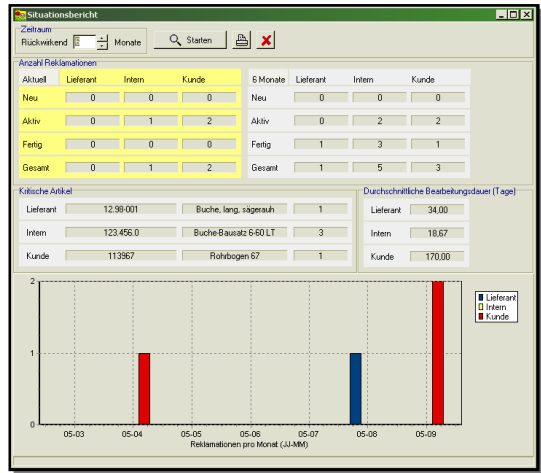 Situationsbericht
Zeitraum
Rückwirkend Monate Starten
Anzahl Reklamationen
Aktuell Lieferant Intern Kunde 6 Monate Lieferant Intern Kunde
Neu 0 0 0 Neu 0 0 0
Aktiv 0 1 2 Aktiv 0 2 2
Fertig 0 0 0 Fertig 1 3 1
Gesamt 0 1 2 Gesamt 1 5 3
Kritische Artikel Durchschnittliche Bearbeitungsdauer (Tage)
Lieferant 12.98-001 Buche, lang, sägerauh 1 Lieferant 34,00
Intern 123.456.0 Buche-Bausatz 6-60 LT 3 Intern 18,67
Kunde 113967 Rohrbogen 67 1 Kunde 170,00
2
1
0
Lieferant
Intern
Kunde
05-03 05-04 05-05 05-06 05-07 05-08 05-09
Reklamationen pro Monat (JJ-MM)